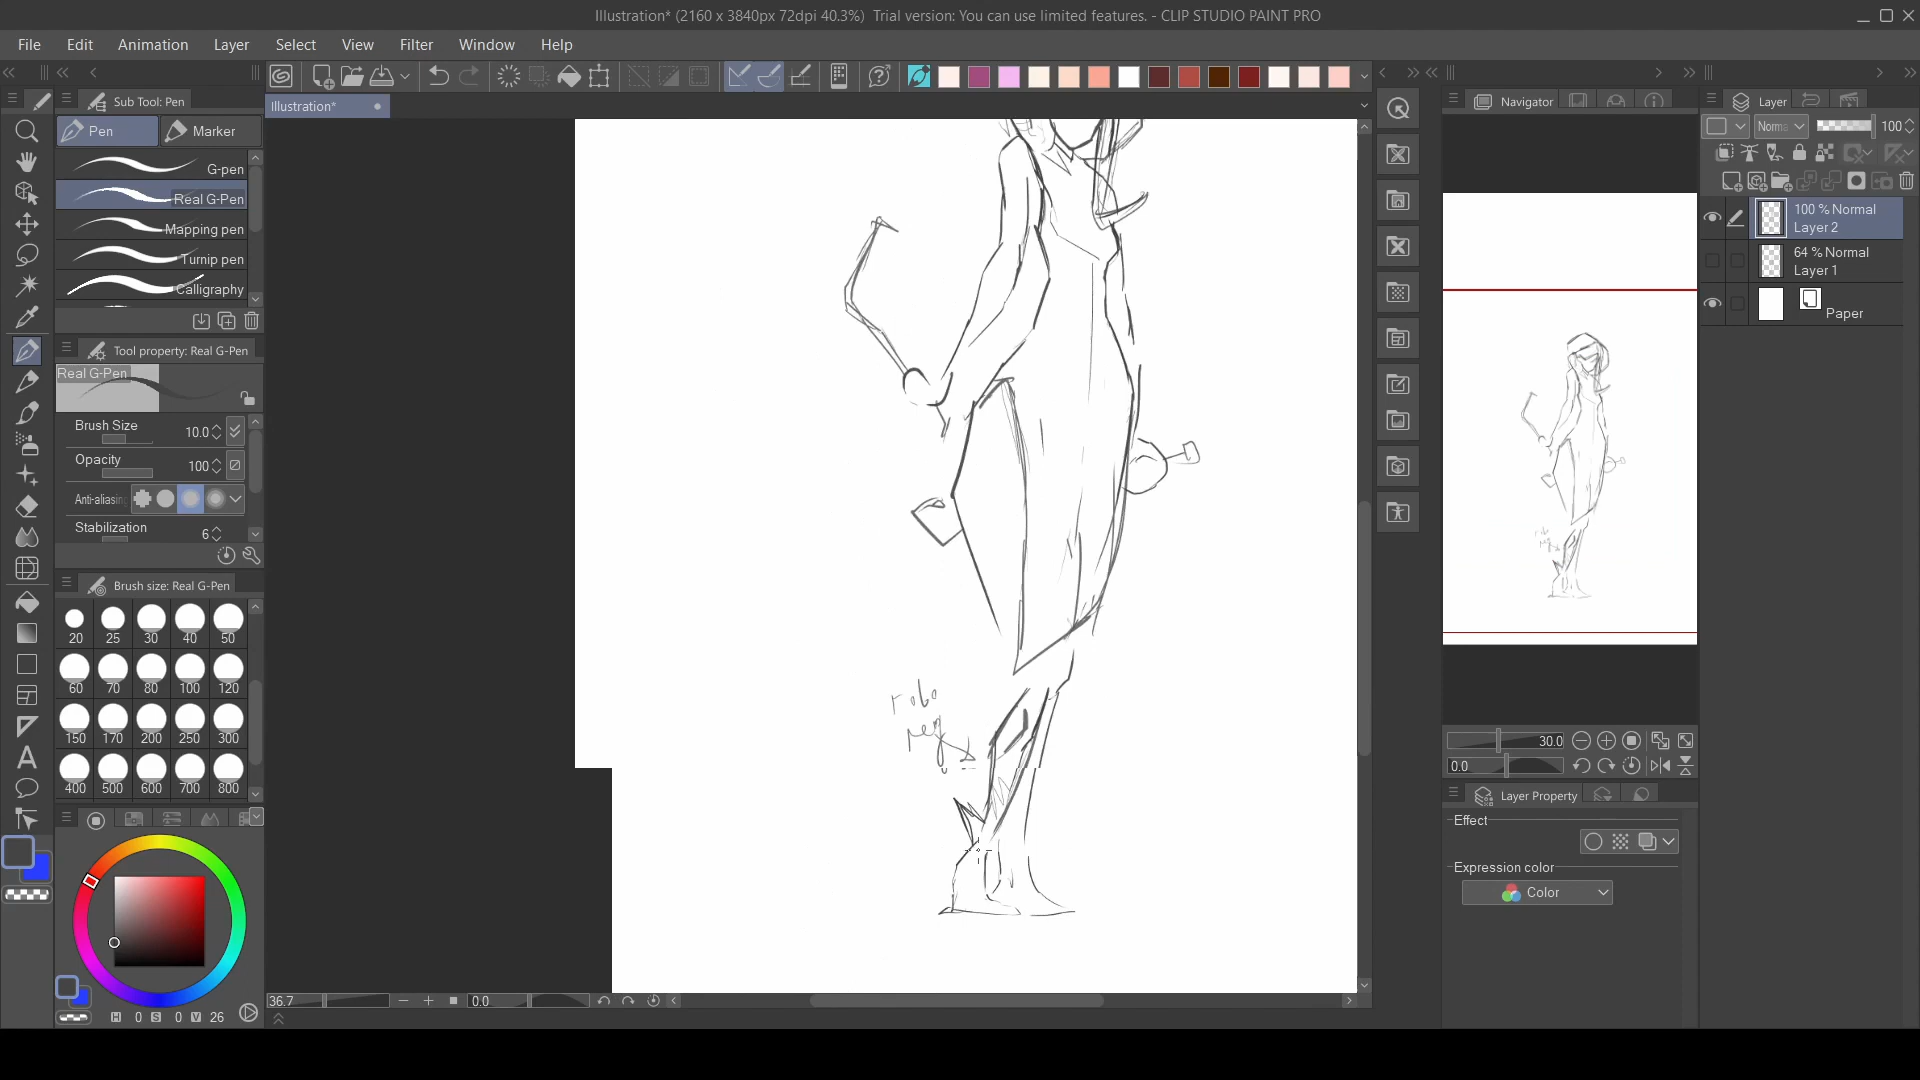 Illustration* (2160 x 3840px 72dpi 40.3%)  Trial version: You can use limited features. - CLIP STUDIO PAINT PRO
File Edit Animation Layer Select View Filter Window Help
Sub Tool: Pen
Illustration*
Navigator
Layer
Pen
Marker
Norma
100
G-pen
Real G-Pen
Mapping pen
Turnip pen
Calligraphy
100 % Normal
Layer 2
64 % Normal
Layer 1
Paper
Tool property: Real G-Pen
Real G-Pen
Brush Size
10.0
Opacity
100
Anti-aliasing
Stabilization
6
Brush size: Real G-Pen
20 25 30 40 50
60 70 80 100 120
150 170 200 250 300
400 500 600 700 800
robo
30.0
0.0
Layer Property
Effect
Expression color
Color
36.7
0.0
H 0 S 0 V 26